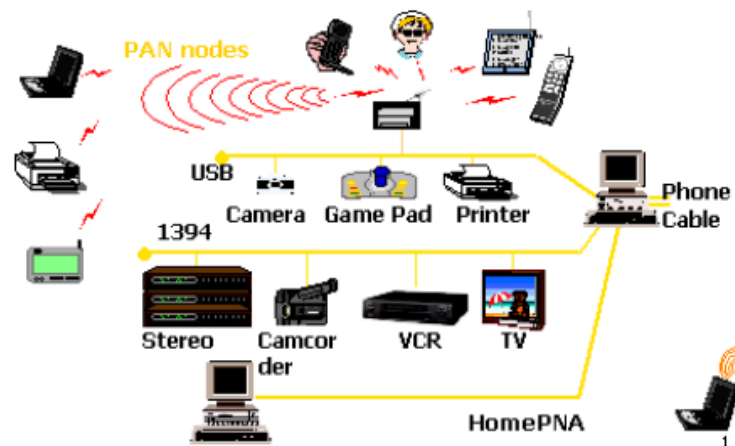 PAN nodes
USB
Camera
Game Pad
Printer
Phone
Cable
1394
Stereo
Camcor
der
VCR
TV
HomePNA
1